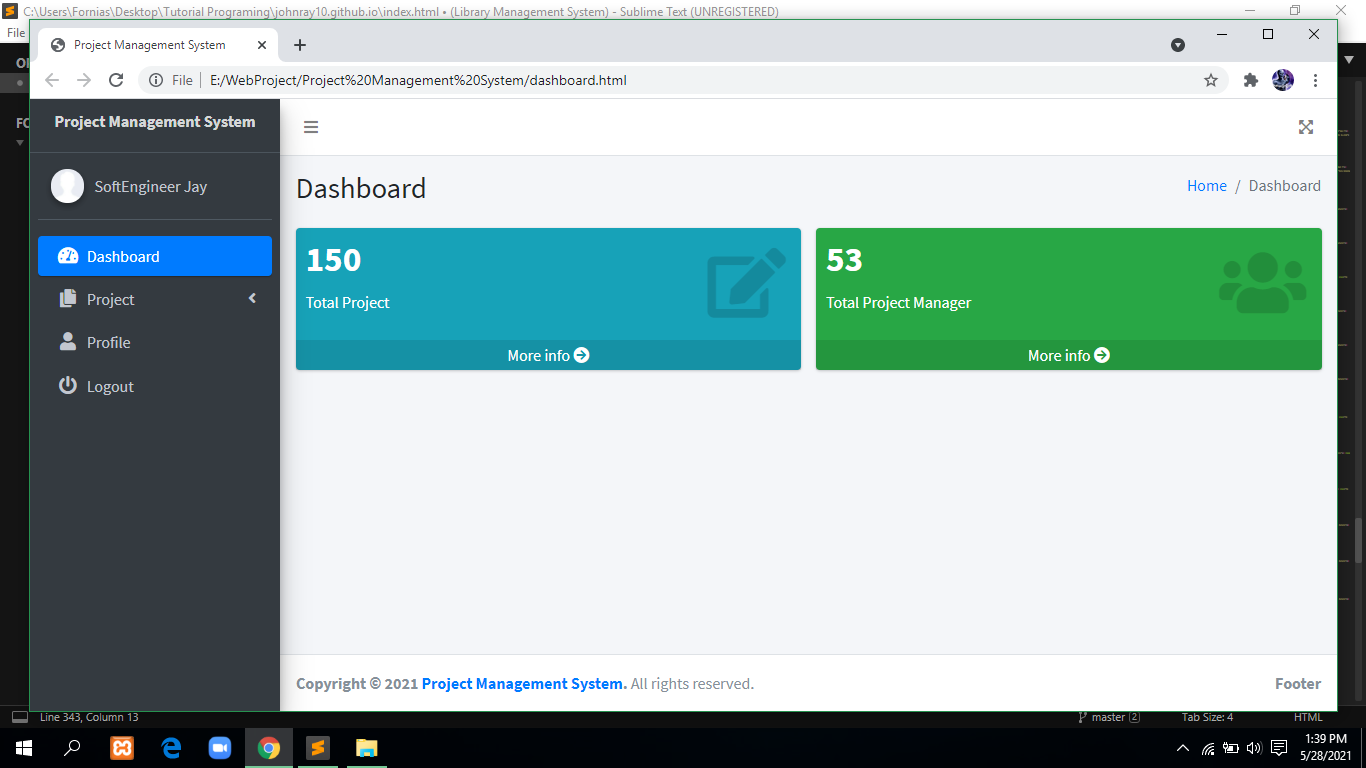 C:\Users\Fornias\Desktop\Tutorial Programing\johnray10.github.io\index.html • (Library Management System) - Sublime Text (UNREGISTERED)
File
Project Management System
File | E:/WebProject/Project%20Management%20System/dashboard.html
Project Management System
SoftEngineer Jay
Dashboard
Project
Profile
Logout
Dashboard
Home / Dashboard
150
Total Project
More info
53
Total Project Manager
More info
Copyright © 2021 Project Management System. All rights reserved.
Footer
Line 343, Column 13
master 2
Tab Size: 4
HTML
1:39 PM
5/28/2021